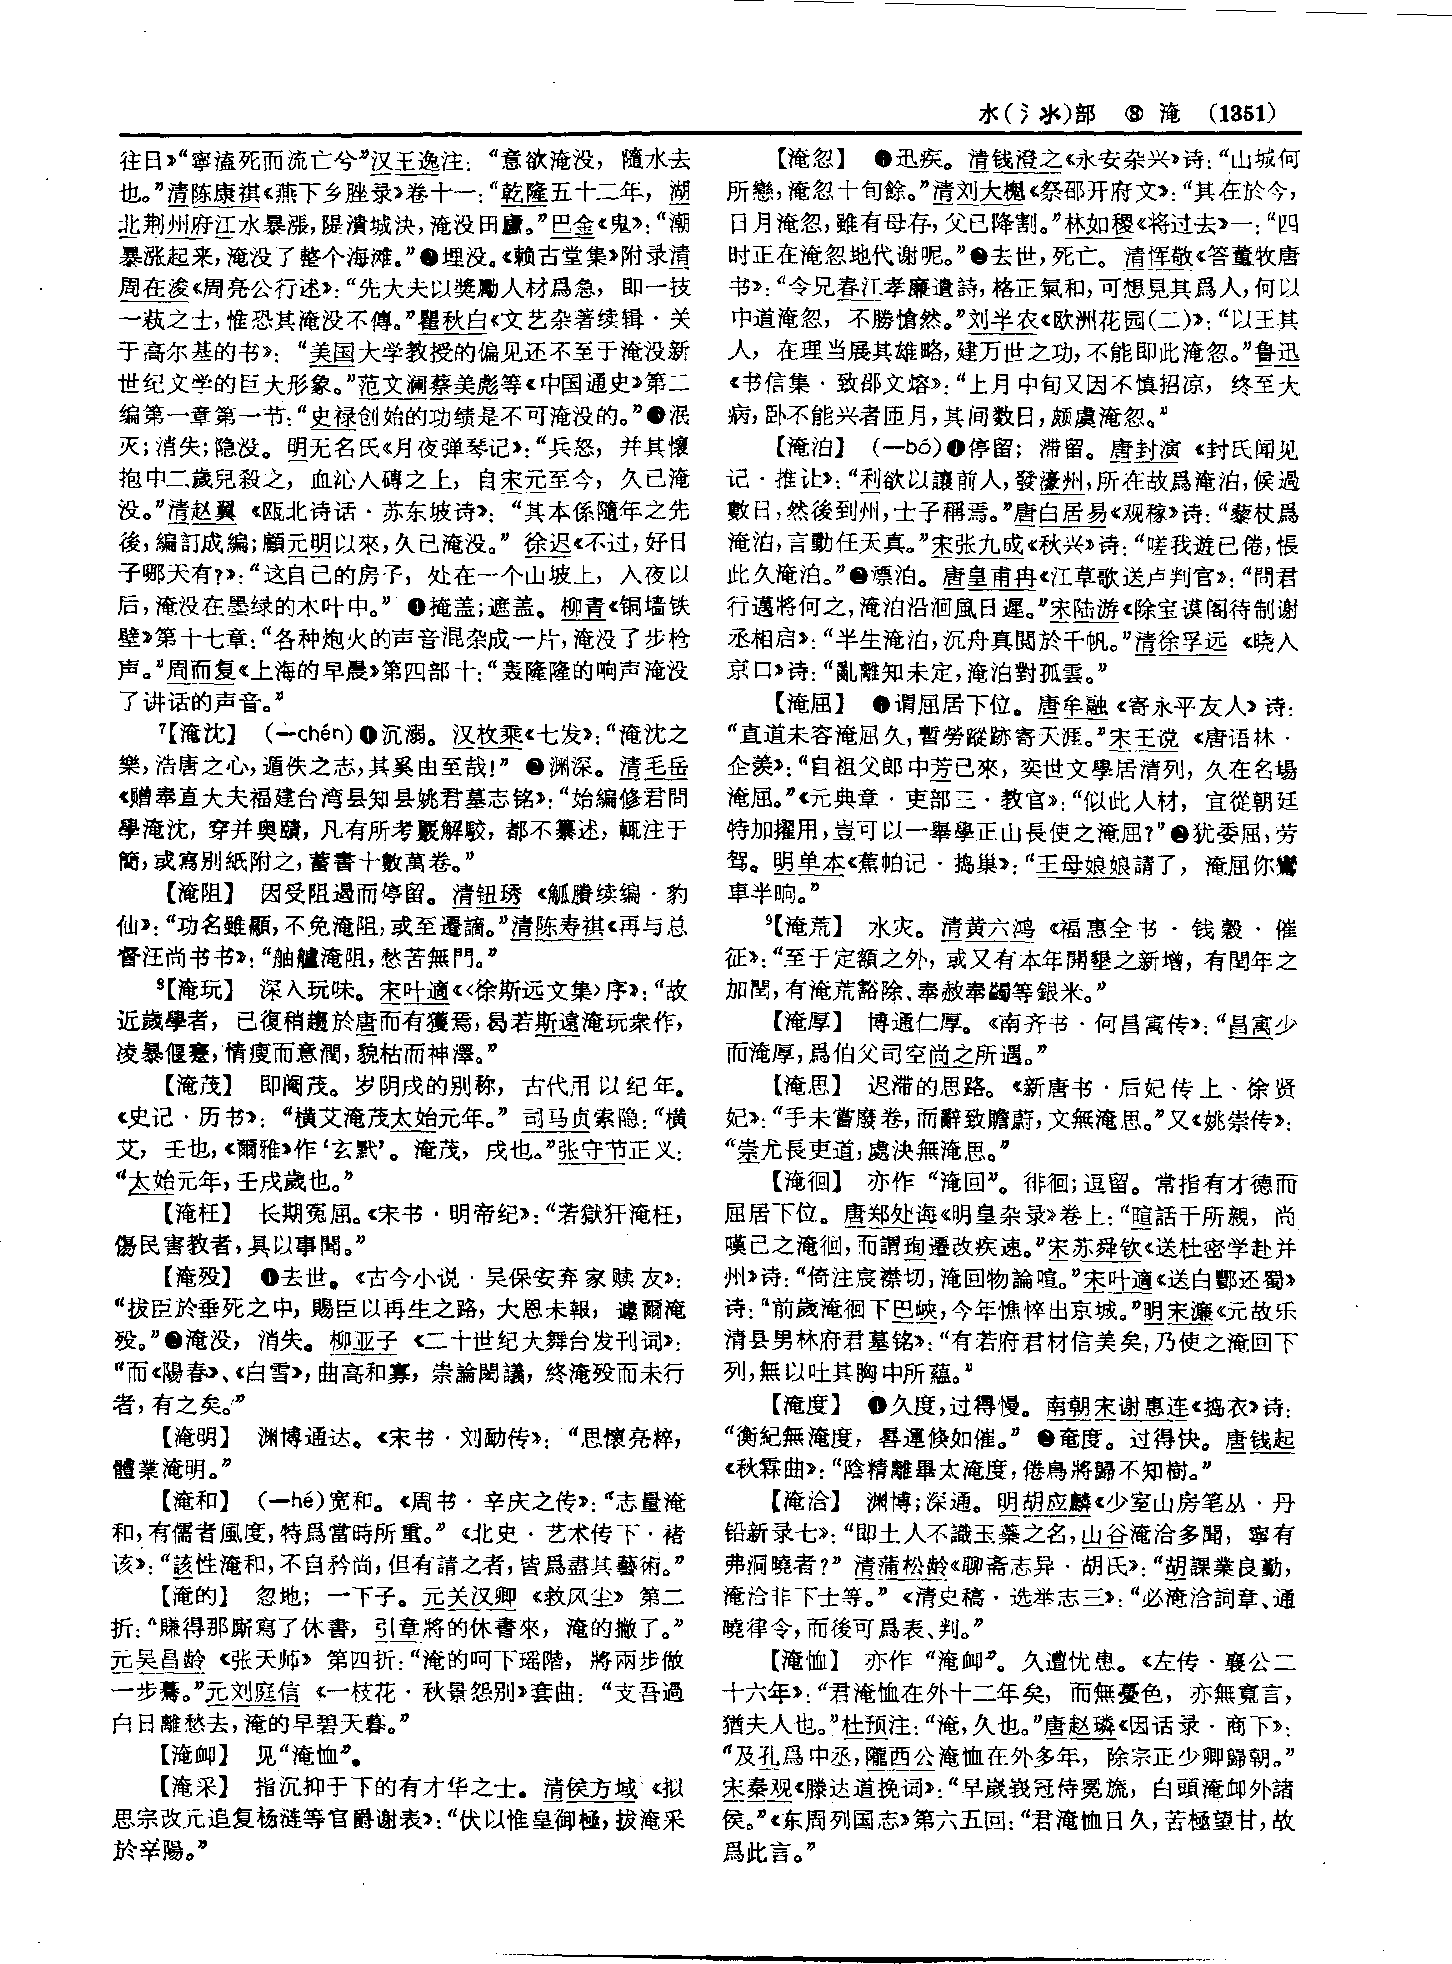 水(氵氺)部 ⑧ 淹 (1351)
往日》“寧溘死而流亡兮”汉王逸注：“意欲淹没，隨水去
也。”清陈康祺《燕下乡脞录》卷十一：“乾隆五十二年，湖
北荆州府江水暴漲，隄潰城決，淹没田廬。”巴金《鬼》：“潮
暴涨起来，淹没了整个海滩。”❷埋没。《赖古堂集》附录清
周在浚《周亮公行述》：“先大夫以獎勵人材爲急，即一技
一萟之士，惟恐其淹没不傳。”瞿秋白《文艺杂著续辑·关
于高尔基的书》：“美国大学教授的偏见还不至于淹没新
世纪文学的巨大形象。”范文澜蔡美彪等《中国通史》第二
编第一章第一节：“史禄创始的功绩是不可淹没的。”❸泯
灭；消失；隐没。明无名氏《月夜弹琴记》：“兵怒，并其懷
抱中二歲兒殺之，血沁人磚之上，自宋元至今，久已淹
没。”清赵翼《瓯北诗话·苏东坡诗》：“其本係隨年之先
後，編訂成編；顧元明以來，久已淹没。”徐迟《不过，好日
子哪天有？》：“这自己的房子，处在一个山坡上，入夜以
后，淹没在墨绿的木叶中。”❹掩盖；遮盖。柳青《铜墙铁
壁》第十七章：“各种炮火的声音混杂成一片，淹没了步枪
声。”周而复《上海的早晨》第四部十：“轰隆隆的响声淹没
了讲话的声音。”
⁷【淹沈】 (—chén)❶沉溺。汉枚乘《七发》：“淹沈之
樂，浩唐之心，遁佚之志，其奚由至哉！”❷渊深。清毛岳
《赠奉直大夫福建台湾县知县姚君墓志铭》：“始編修君問
學淹沈，穿并奥賾，凡有所考覈解駁，都不纂述，輒注于
簡，或寫別紙附之，蓄書十數萬卷。”
【淹阻】 因受阻遏而停留。清钮琇《觚賸续编·豹
仙》：“功名雖顯，不免淹阻，或至遷謫。”清陈寿祺《再与总
督汪尚书书》：“舳艫淹阻，愁苦無門。”
⁸【淹玩】 深入玩味。宋叶適《〈徐斯远文集〉序》：“故
近歲學者，已復稍趨於唐而有獲焉，曷若斯遠淹玩衆作，
凌暴偃蹇，情瘦而意潤，貌枯而神澤。”
【淹茂】 即阉茂。岁阴戌的别称，古代用以纪年。
《史记·历书》：“横艾淹茂太始元年。”司马贞索隐：“横
艾，壬也，《爾雅》作‘玄黓’。淹茂，戌也。”张守节正义：
“太始元年，壬戌歲也。”
【淹枉】 长期冤屈。《宋书·明帝纪》：“若獄犴淹枉，
傷民害教者，具以事聞。”
【淹殁】 ❶去世。《古今小说·吴保安弃家赎友》：
“拔臣於垂死之中，賜臣以再生之路，大恩未報，遽爾淹
殁。”❷淹没，消失。柳亚子《二十世纪大舞台发刊词》：
“而《陽春》、《白雪》，曲高和寡，崇論閎議，終淹殁而未行
者，有之矣。”
【淹明】 渊博通达。《宋书·刘勔传》：“思懷亮粹，
體業淹明。”
【淹和】 (—hé)宽和。《周书·辛庆之传》：“志量淹
和，有儒者風度，特爲當時所重。”《北史·艺术传下·褚
该》：“該性淹和，不自矜尚，但有請之者，皆爲盡其藝術。”
【淹的】 忽地；一下子。元关汉卿《救风尘》第二
折：“賺得那廝寫了休書，引章將的休書來，淹的撇了。”
元吴昌龄《张天师》第四折：“淹的呵下瑶階，將兩步做
一步驀。”元刘庭信《一枝花·秋景怨别》套曲：“支吾過
白日離愁去，淹的早碧天暮。”
【淹卹】 见“淹恤”。
【淹采】 指沉抑于下的有才华之士。清侯方域《拟
思宗改元追复杨涟等官爵谢表》：“伏以惟皇御極，拔淹采
於辛陽。”
【淹忽】 ❶迅疾。清钱澄之《永安杂兴》诗：“山城何
所戀，淹忽十旬餘。”清刘大櫆《祭邵开府文》：“其在於今，
日月淹忽，雖有母存，父已降割。”林如稷《将过去》一：“四
时正在淹忽地代谢呢。”❷去世，死亡。清恽敬《答董牧唐
书》：“令兄春江孝廉遺詩，格正氣和，可想見其爲人，何以
中道淹忽，不勝愴然。”刘半农《欧洲花园(二)》：“以王其
人，在理当展其雄略，建万世之功，不能即此淹忽。”鲁迅
《书信集·致邵文熔》：“上月中旬又因不慎招凉，终至大
病，卧不能兴者匝月，其间数日，颇虞淹忽。”
【淹泊】 (—bó)❶停留；滞留。唐封演《封氏闻见
记·推让》：“利欲以讓前人，發濠州，所在故爲淹泊，候過
數日，然後到州，士子稱焉。”唐白居易《观稼》诗：“藜杖爲
淹泊，言動任天真。”宋张九成《秋兴》诗：“嗟我遊已倦，悵
此久淹泊。”❷漂泊。唐皇甫冉《江草歌送卢判官》：“問君
行邁將何之，淹泊沿洄風日遲。”宋陆游《除宝谟阁待制谢
丞相启》：“半生淹泊，沉舟真閲於千帆。”清徐孚远《晓入
京口》诗：“亂離知未定，淹泊對孤雲。”
【淹屈】 ❶谓屈居下位。唐牟融《寄永平友人》诗：
“直道未容淹屈久，暫勞蹤跡寄天涯。”宋王谠《唐语林·
企羡》：“自祖父郎中芳已來，奕世文學居清列，久在名場
淹屈。”《元典章·吏部三·教官》：“似此人材，宜從朝廷
特加擢用，豈可以一舉學正山長使之淹屈？”❷犹委屈，劳
驾。明单本《蕉帕记·捣巢》：“王母娘娘請了，淹屈你鸞
車半晌。”
⁹【淹荒】 水灾。清黄六鸿《福惠全书·钱穀·催
征》：“至于定額之外，或又有本年開墾之新增，有閏年之
加閏，有淹荒豁除、奉赦奉蠲等銀米。”
【淹厚】 博通仁厚。《南齐书·何昌㝢传》：“昌㝢少
而淹厚，爲伯父司空尚之所遇。”
【淹思】 迟滞的思路。《新唐书·后妃传上·徐贤
妃》：“手未嘗廢卷，而辭致贍蔚，文無淹思。”又《姚崇传》：
“崇尤長吏道，處決無淹思。”
【淹徊】 亦作“淹回”。徘徊；逗留。常指有才德而
屈居下位。唐郑处诲《明皇杂录》卷上：“暄話于所親，尚
嘆已之淹徊，而謂珣遷改疾速。”宋苏舜钦《送杜密学赴并
州》诗：“倚注宸襟切，淹回物論喧。”宋叶適《送白酆还蜀》
诗：“前歲淹徊下巴峽，今年憔悴出京城。”明宋濂《元故乐
清县男林府君墓铭》：“有若府君材信美矣，乃使之淹回下
列，無以吐其胸中所藴。”
【淹度】 ❶久度，过得慢。南朝宋谢惠连《捣衣》诗：
“衡紀無淹度，晷運倏如催。”❷奄度。过得快。唐钱起
《秋霖曲》：“陰精離畢太淹度，倦鳥將歸不知樹。”
【淹洽】 渊博；深通。明胡应麟《少室山房笔丛·丹
铅新录七》：“即土人不識玉蘂之名，山谷淹洽多聞，寧有
弗洞曉者？”清蒲松龄《聊斋志异·胡氏》：“胡課業良勤，
淹洽非下士等。”《清史稿·选举志三》：“必淹洽詞章、通
曉律令，而後可爲表、判。”
【淹恤】 亦作“淹卹”。久遭忧患。《左传·襄公二
十六年》：“君淹恤在外十二年矣，而無憂色，亦無寬言，
猶夫人也。”杜预注：“淹，久也。”唐赵璘《因话录·商下》：
“及孔爲中丞，隴西公淹恤在外多年，除宗正少卿歸朝。”
宋秦观《滕达道挽词》：“早歲峩冠侍冕旒，白頭淹卹外諸
侯。”《东周列国志》第六五回：“君淹恤日久，苦極望甘，故
爲此言。”